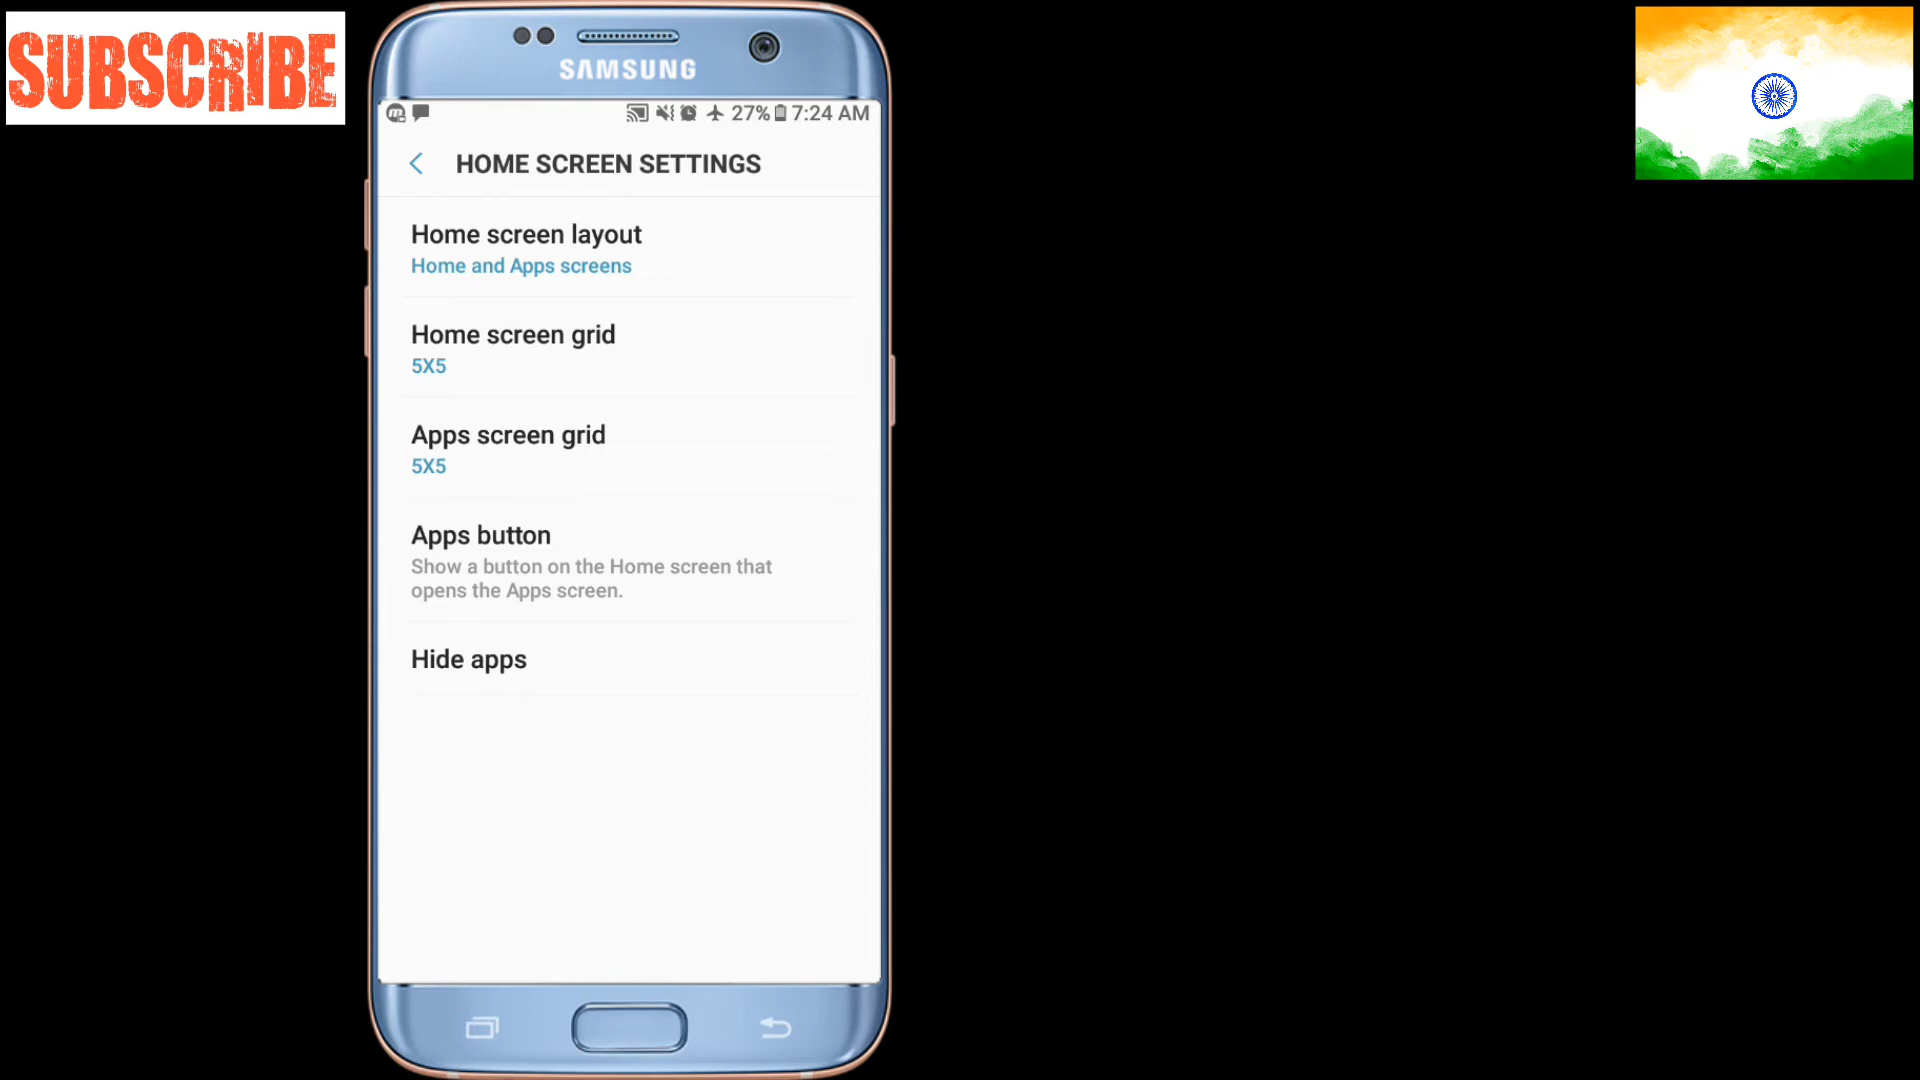 SUBSCRIBE
SAMSUNG
27% 7:24 AM
HOME SCREEN SETTINGS
Home screen layout
Home and Apps screens
Home screen grid
5X5
Apps screen grid
5X5
Apps button
Show a button on the Home screen that
opens the Apps screen.
Hide apps